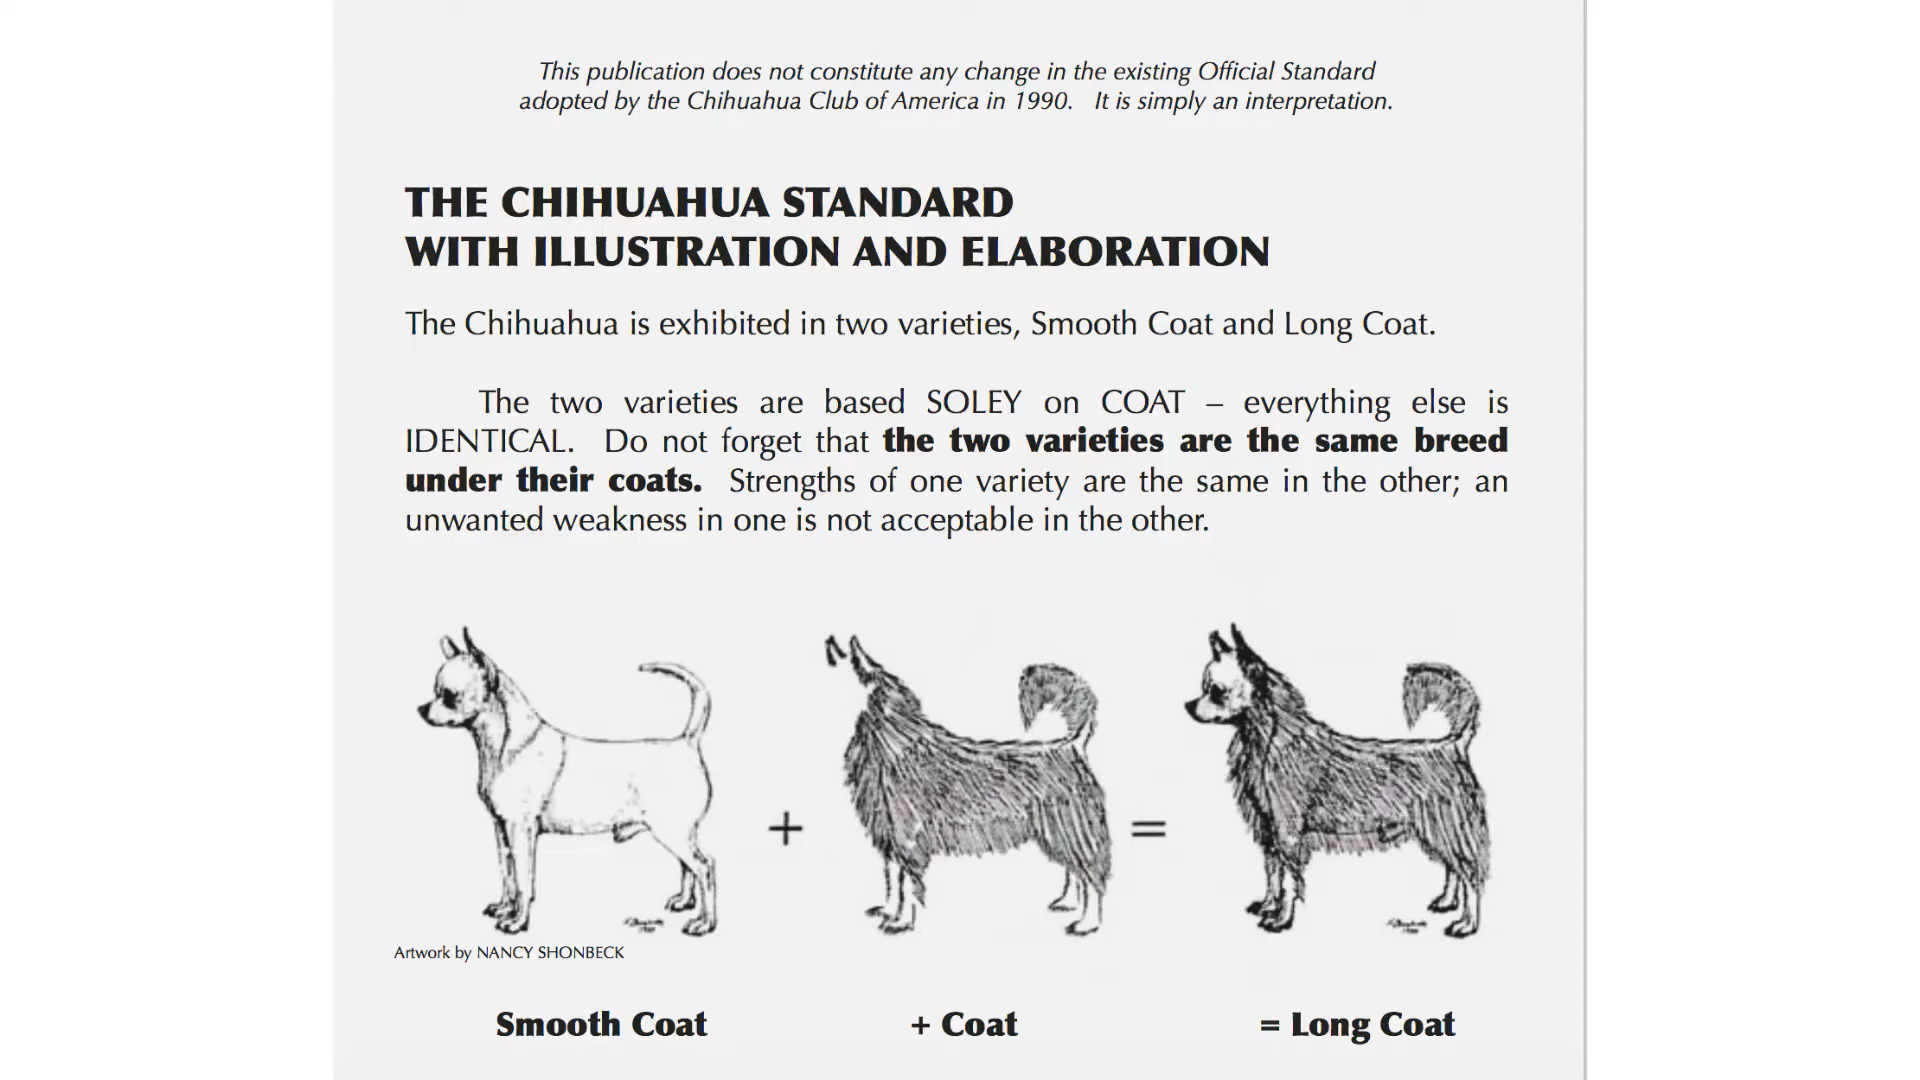 This publication does not constitute any change in the existing Official Standard
adopted by the Chihuahua Club of America in 1990. It is simply an interpretation.
THE CHIHUAHUA STANDARD
WITH ILLUSTRATION AND ELABORATION
The Chihuahua is exhibited in two varieties, Smooth Coat and Long Coat.
The two varieties are based SOLEY on COAT – everything else is
IDENTICAL. Do not forget that the two varieties are the same breed
under their coats. Strengths of one variety are the same in the other; an
unwanted weakness in one is not acceptable in the other.
+ =
Artwork by NANCY SHONBECK
Smooth Coat + Coat = Long Coat